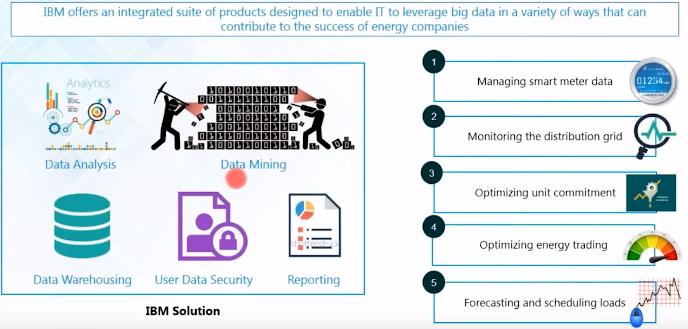 IBM offers an integrated suite of products designed to enable IT to leverage big data in a variety of ways that can
contribute to the success of energy companies
Analytics
Data Analysis
Data Mining
Data Warehousing
User Data Security
Reporting
IBM Solution
1
Managing smart meter data
2
Monitoring the distribution grid
3
Optimizing unit commitment
4
Optimizing energy trading
5
Forecasting and scheduling loads